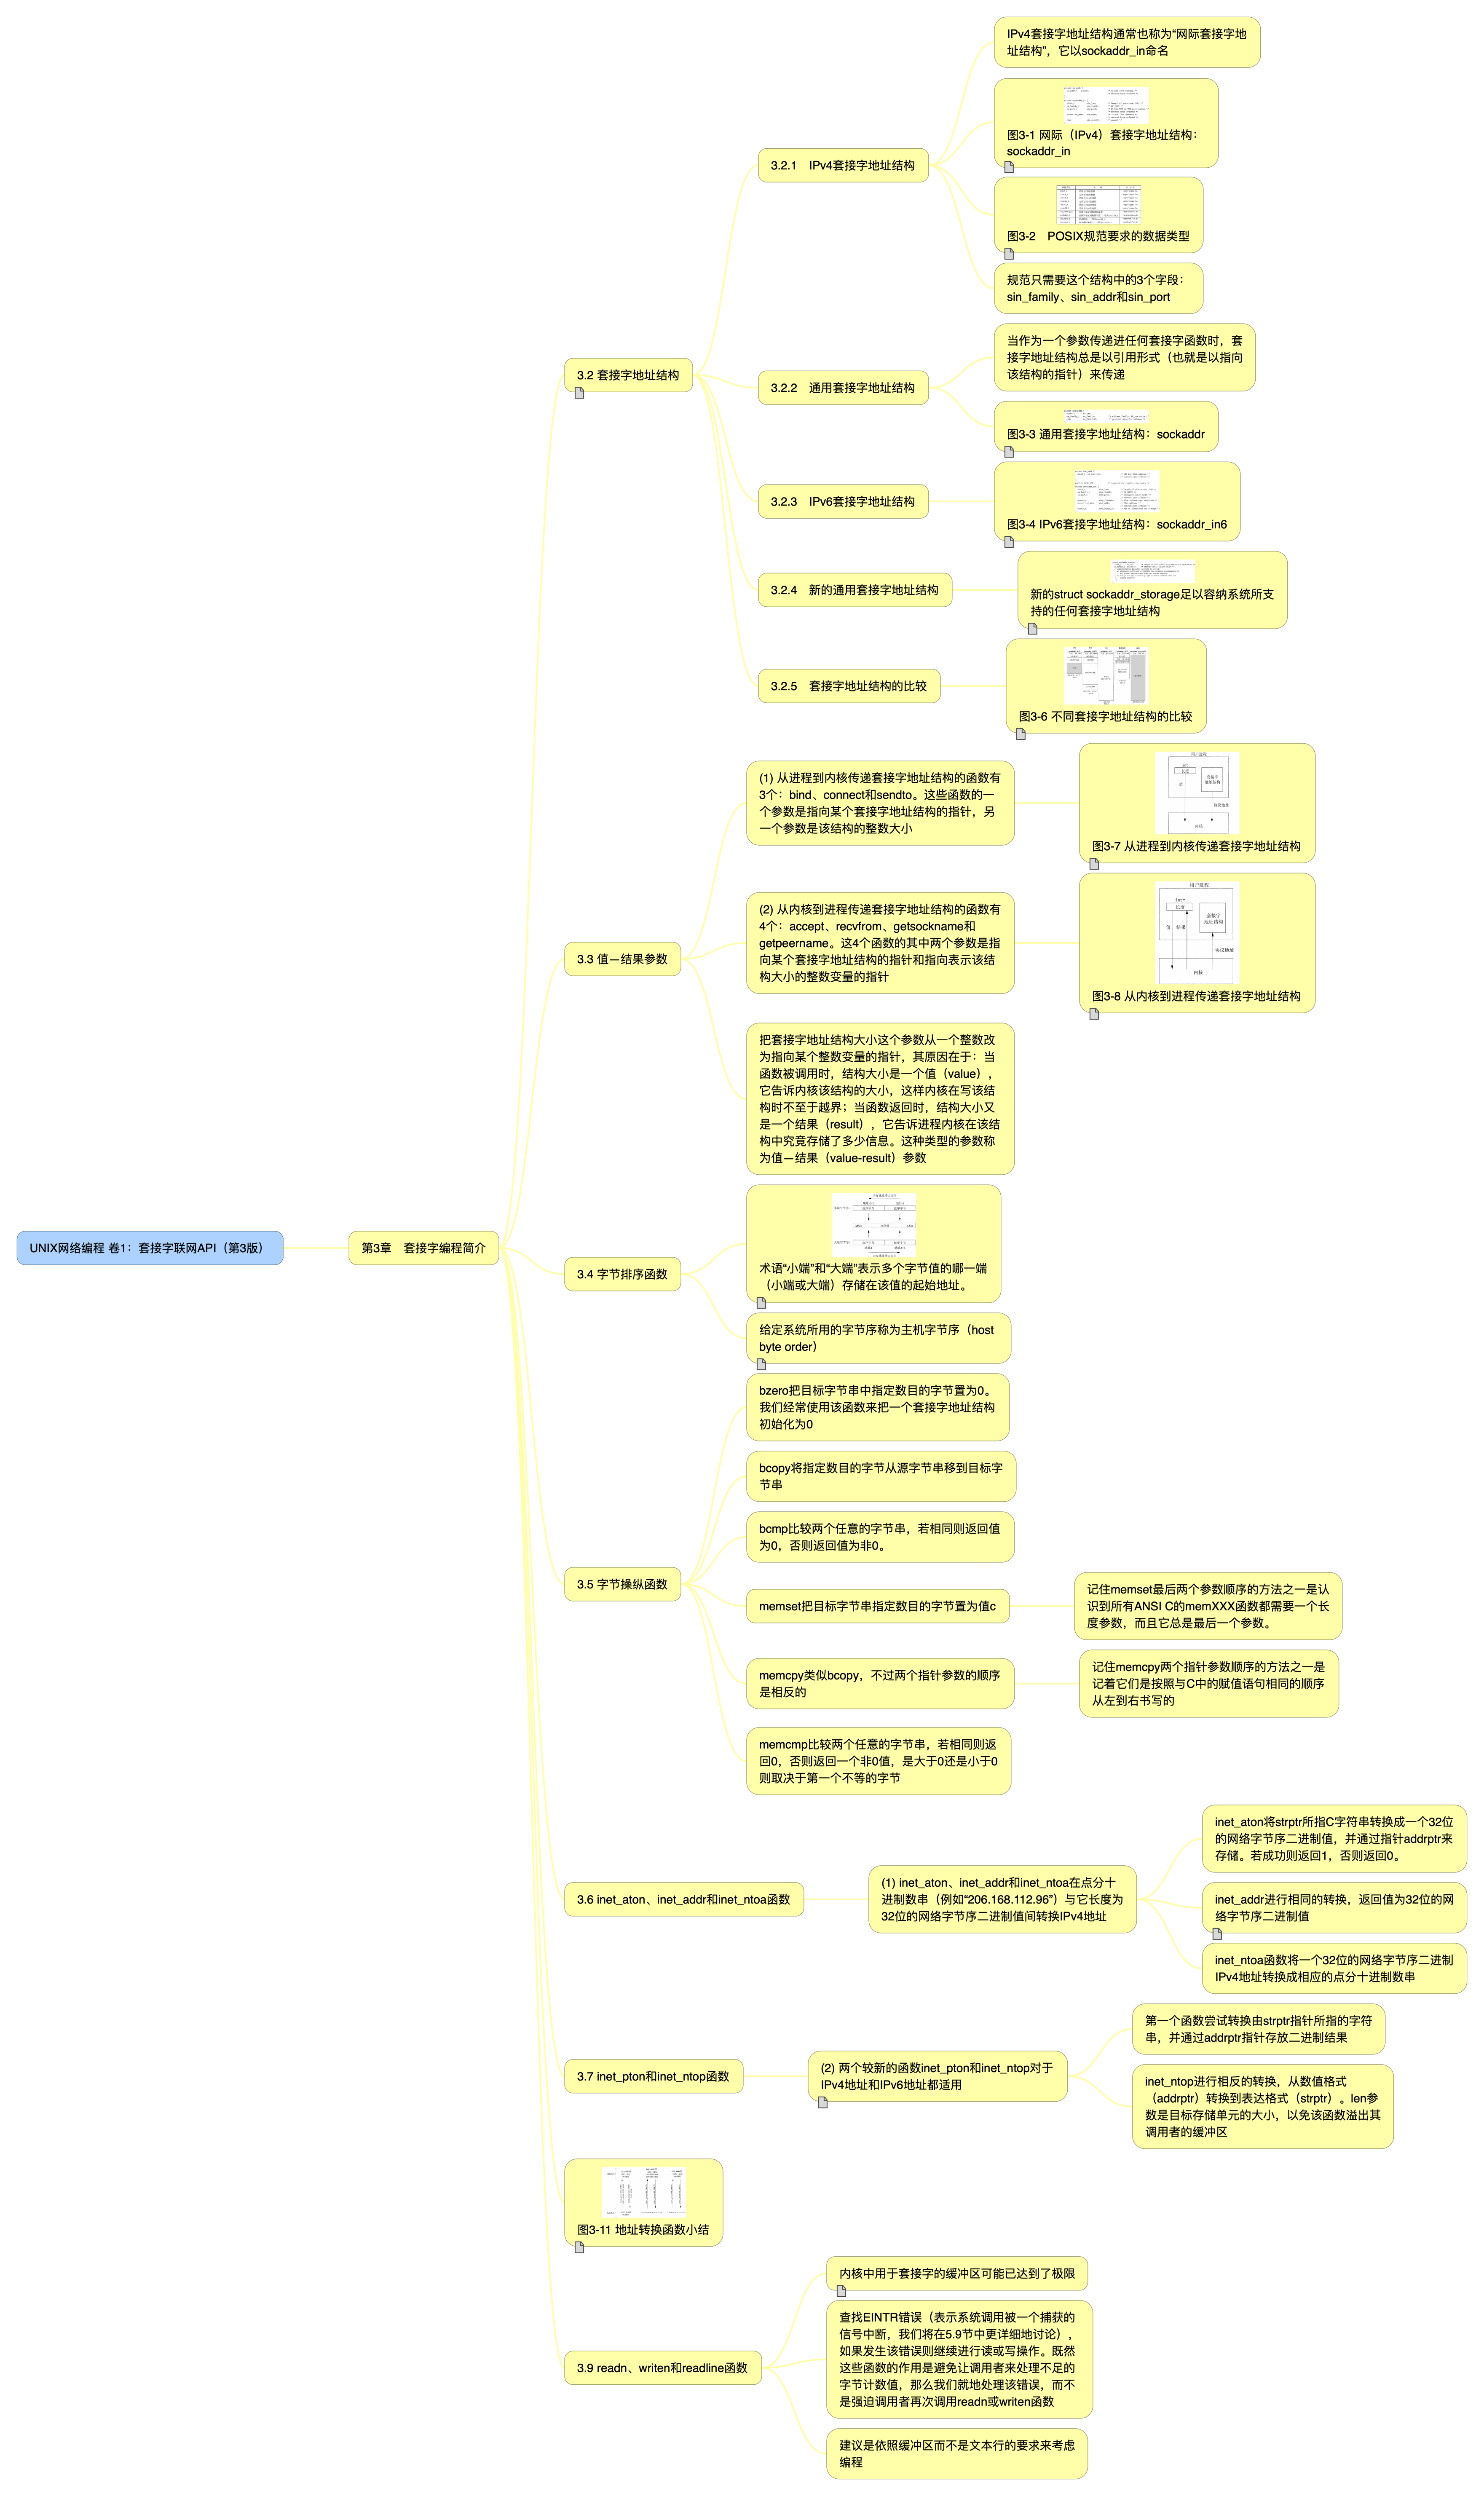 UNIX网络编程 卷1：套接字联网API（第3版）
第3章　套接字编程简介
3.2 套接字地址结构
3.2.1　IPv4套接字地址结构
IPv4套接字地址结构通常也称为“网际套接字地
址结构”，它以sockaddr_in命名
图3-1 网际（IPv4）套接字地址结构：
sockaddr_in
图3-2　POSIX规范要求的数据类型
规范只需要这个结构中的3个字段：
sin_family、sin_addr和sin_port
3.2.2　通用套接字地址结构
当作为一个参数传递进任何套接字函数时，套
接字地址结构总是以引用形式（也就是以指向
该结构的指针）来传递
图3-3 通用套接字地址结构：sockaddr
3.2.3　IPv6套接字地址结构
图3-4 IPv6套接字地址结构：sockaddr_in6
3.2.4　新的通用套接字地址结构
新的struct sockaddr_storage足以容纳系统所支
持的任何套接字地址结构
3.2.5　套接字地址结构的比较
图3-6 不同套接字地址结构的比较
3.3 值—结果参数
(1) 从进程到内核传递套接字地址结构的函数有
3个：bind、connect和sendto。这些函数的一
个参数是指向某个套接字地址结构的指针，另
一个参数是该结构的整数大小
用户进程
长度
套接字
地址结构
值
协议地址
内核
图3-7 从进程到内核传递套接字地址结构
(2) 从内核到进程传递套接字地址结构的函数有
4个：accept、recvfrom、getsockname和
getpeername。这4个函数的其中两个参数是指
向某个套接字地址结构的指针和指向表示该结
构大小的整数变量的指针
用户进程
长度
套接字
地址结构
值 结果
协议地址
内核
图3-8 从内核到进程传递套接字地址结构
把套接字地址结构大小这个参数从一个整数改
为指向某个整数变量的指针，其原因在于：当
函数被调用时，结构大小是一个值（value），
它告诉内核该结构的大小，这样内核在写该结
构时不至于越界；当函数返回时，结构大小又
是一个结果（result），它告诉进程内核在该结
构中究竟存储了多少信息。这种类型的参数称
为值—结果（value-result）参数
3.4 字节排序函数
术语“小端”和“大端”表示多个字节值的哪一端
（小端或大端）存储在该值的起始地址。
给定系统所用的字节序称为主机字节序（host
byte order）
3.5 字节操纵函数
bzero把目标字节串中指定数目的字节置为0。
我们经常使用该函数来把一个套接字地址结构
初始化为0
bcopy将指定数目的字节从源字节串移到目标字
节串
bcmp比较两个任意的字节串，若相同则返回值
为0，否则返回值为非0。
memset把目标字节串指定数目的字节置为值c
记住memset最后两个参数顺序的方法之一是认
识到所有ANSI C的memXXX函数都需要一个长
度参数，而且它总是最后一个参数。
memcpy类似bcopy，不过两个指针参数的顺序
是相反的
记住memcpy两个指针参数顺序的方法之一是
记着它们是按照与C中的赋值语句相同的顺序
从左到右书写的
memcmp比较两个任意的字节串，若相同则返
回0，否则返回一个非0值，是大于0还是小于0
则取决于第一个不等的字节
3.6 inet_aton、inet_addr和inet_ntoa函数
(1) inet_aton、inet_addr和inet_ntoa在点分十
进制数串（例如“206.168.112.96”）与它长度为
32位的网络字节序二进制值间转换IPv4地址
inet_aton将strptr所指C字符串转换成一个32位
的网络字节序二进制值，并通过指针addrptr来
存储。若成功则返回1，否则返回0。
inet_addr进行相同的转换，返回值为32位的网
络字节序二进制值
inet_ntoa函数将一个32位的网络字节序二进制
IPv4地址转换成相应的点分十进制数串
3.7 inet_pton和inet_ntop函数
(2) 两个较新的函数inet_pton和inet_ntop对于
IPv4地址和IPv6地址都适用
第一个函数尝试转换由strptr指针所指的字符
串，并通过addrptr指针存放二进制结果
inet_ntop进行相反的转换，从数值格式
（addrptr）转换到表达格式（strptr）。len参
数是目标存储单元的大小，以免该函数溢出其
调用者的缓冲区
图3-11 地址转换函数小结
3.9 readn、writen和readline函数
内核中用于套接字的缓冲区可能已达到了极限
查找EINTR错误（表示系统调用被一个捕获的
信号中断，我们将在5.9节中更详细地讨论），
如果发生该错误则继续进行读或写操作。既然
这些函数的作用是避免让调用者来处理不足的
字节计数值，那么我们就地处理该错误，而不
是强迫调用者再次调用readn或writen函数
建议是依照缓冲区而不是文本行的要求来考虑
编程